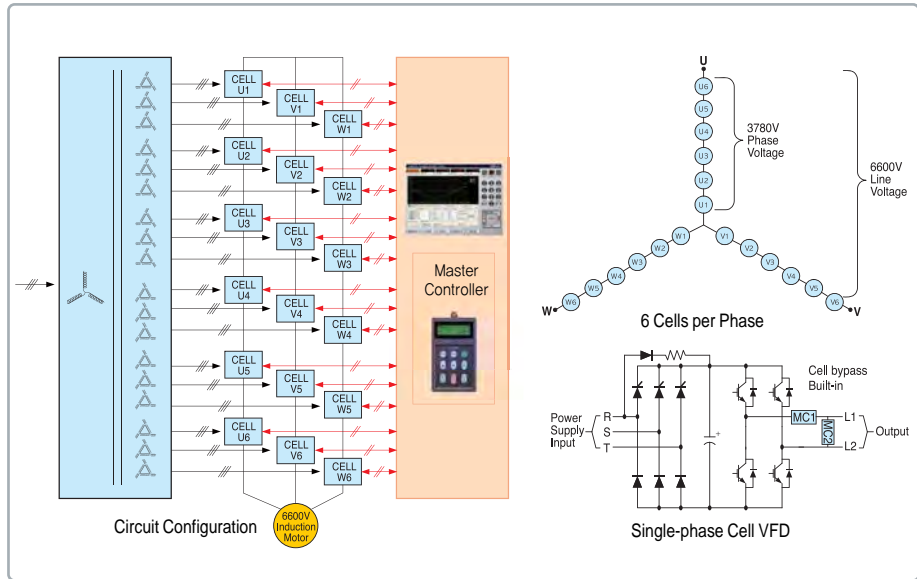 CELL
U1
CELL
V1
CELL
W1
CELL
U2
CELL
V2
CELL
W2
CELL
U3
CELL
V3
CELL
W3
CELL
U4
CELL
V4
CELL
W4
CELL
U5
CELL
V5
CELL
W5
CELL
U6
CELL
V6
CELL
W6
6600V
Induction
Motor
Circuit Configuration
Master
Controller
U
U6
U5
U4
U3
U2
U1
3780V
Phase
Voltage
6600V
Line
Voltage
W1
W2
W3
W4
W5
W6
W
V1
V2
V3
V4
V5
V6
V
6 Cells per Phase
Cell bypass
Built-in
Power
Supply
Input
R
S
T
+
MC1
MC2
L1
L2
Output
Single-phase Cell VFD